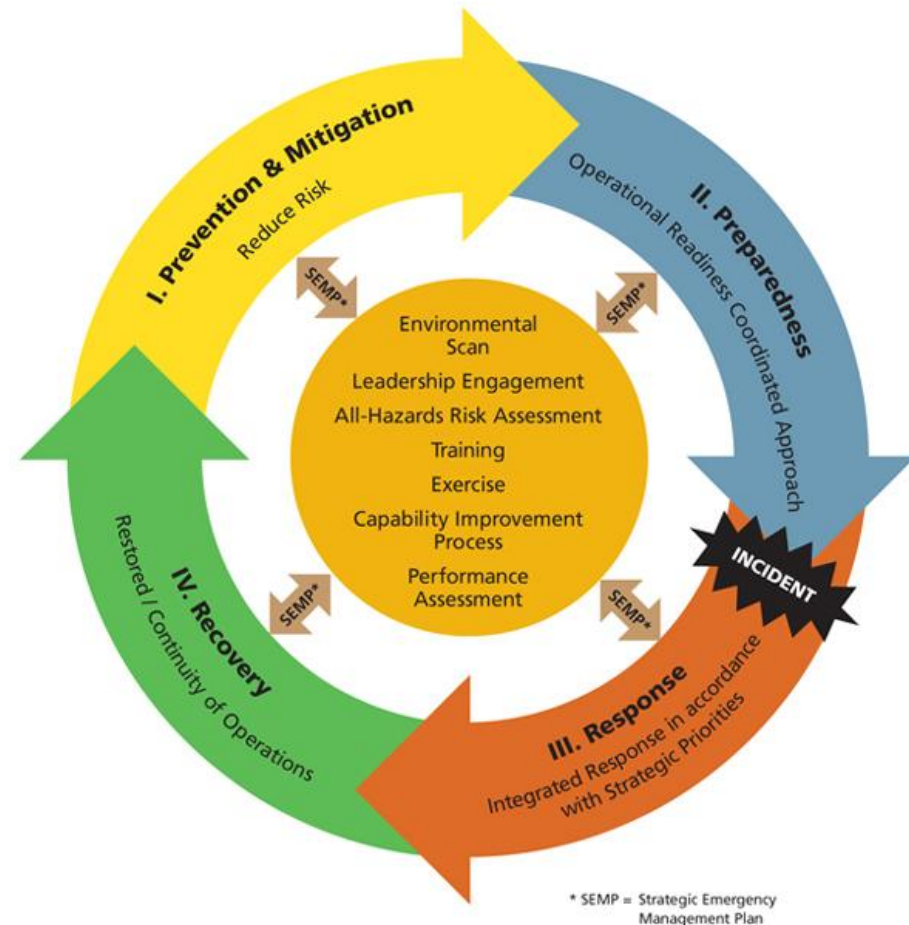 I. Prevention & Mitigation
Reduce Risk
II. Preparedness
Operational Readiness Coordinated Approach
SEMP*
SEMP*
Environmental
Scan
Leadership Engagement
All-Hazards Risk Assessment
Training
Exercise
Capability Improvement
Process
Performance
Assessment
SEMP*
SEMP*
INCIDENT
III. Response
Integrated Response in accordance
with Strategic Priorities
IV. Recovery
Restored / Continuity of Operations
* SEMP = Strategic Emergency
Management Plan